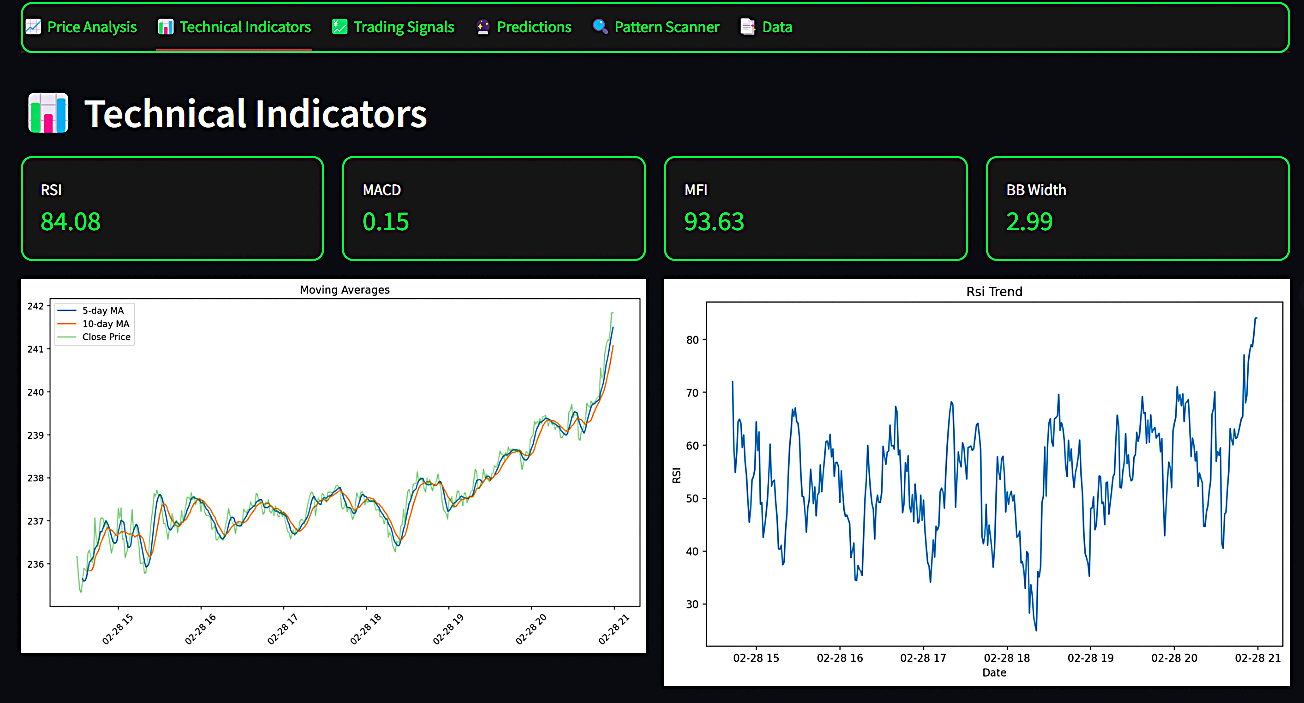 Price Analysis Technical Indicators Trading Signals Predictions Pattern Scanner Data
Technical Indicators
RSI
84.08
MACD
0.15
MFI
93.63
BB Width
2.99
Moving Averages
5-day MA
10-day MA
Close Price
242
241
240
239
238
237
236
02-28 15
02-28 16
02-28 17
02-28 18
02-28 19
02-28 20
02-28 21
Rsi Trend
RSI
80
70
60
50
40
30
02-28 15
02-28 16
02-28 17
02-28 18
02-28 19
02-28 20
02-28 21
Date